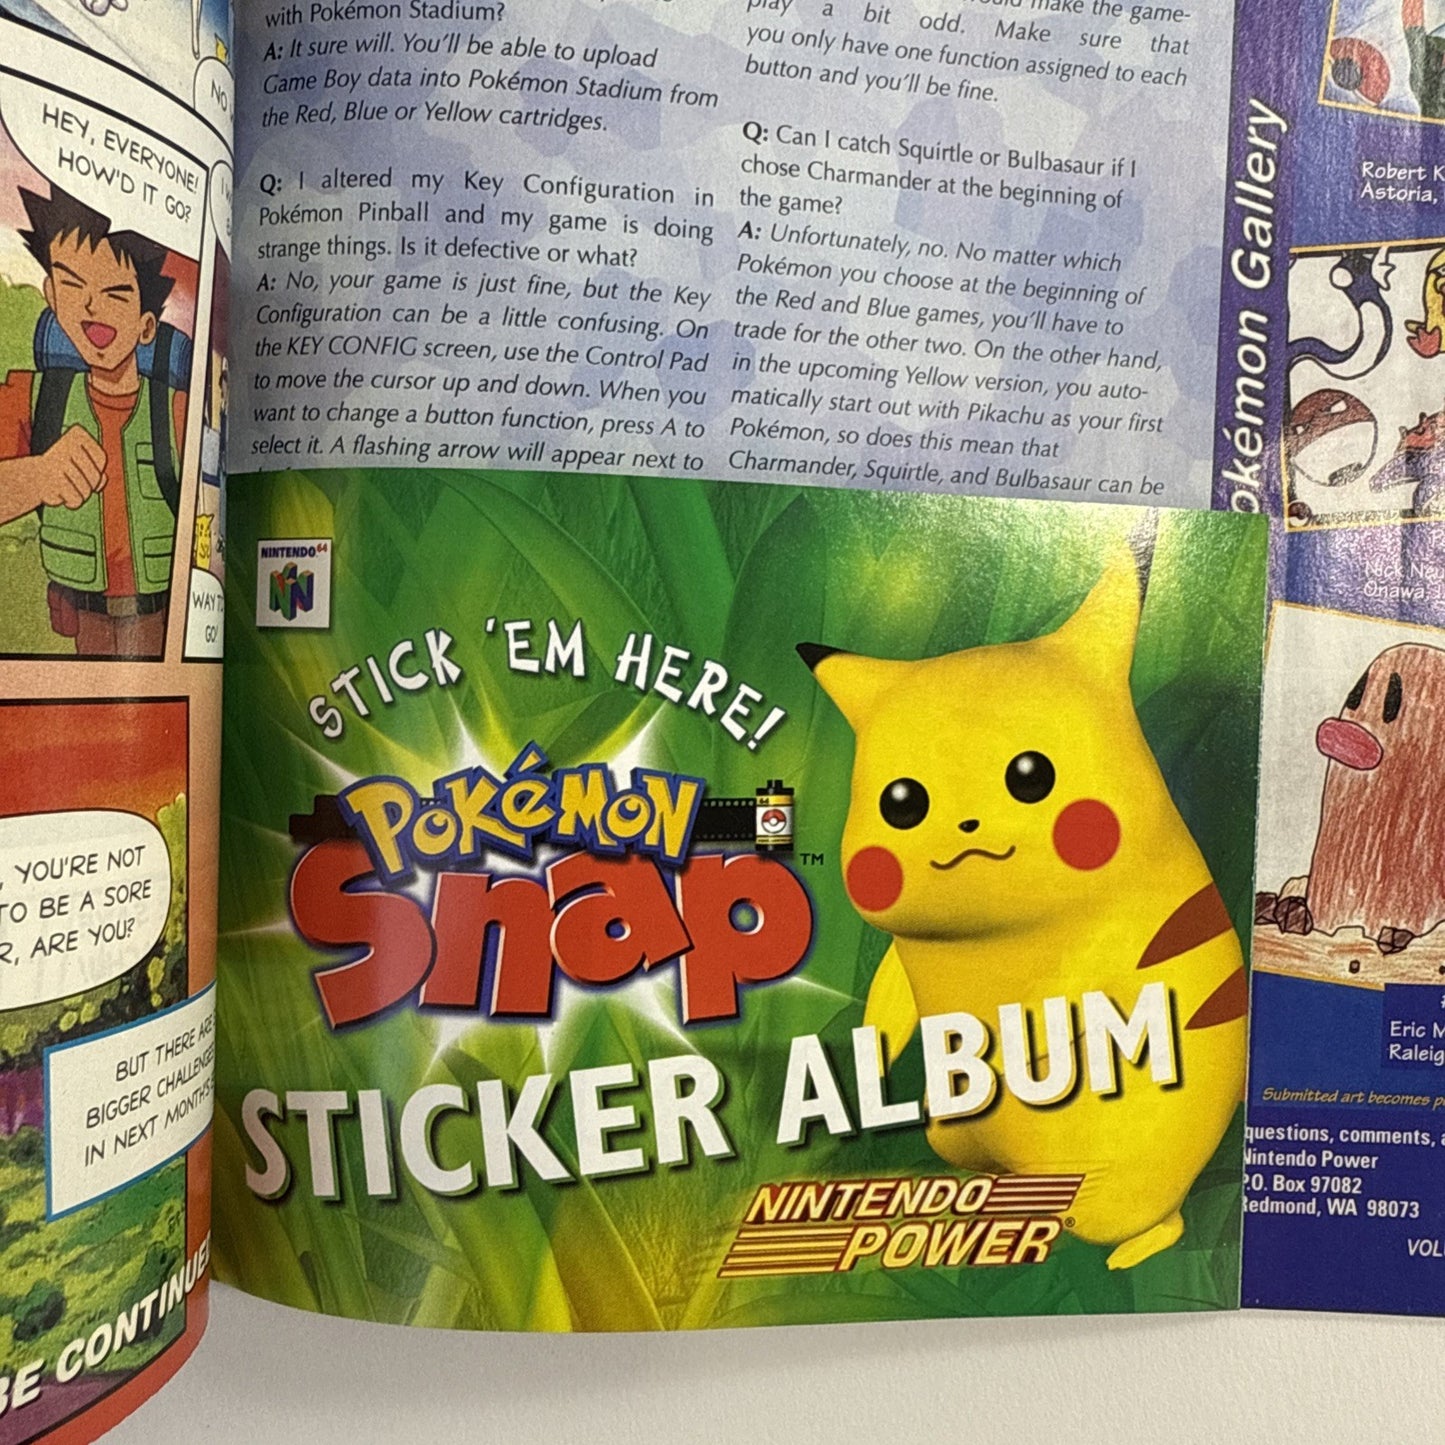 HEY, EVERYONE!
HOW'D IT GO?
NO
WAY T
GO!
YOU'RE NOT
TO BE A SORE
R, ARE YOU?
BUT THERE ARE
BIGGER CHALLENGES
IN NEXT MONTH'S
BE CONTINUED
with Pokémon Stadium?
A: It sure will. You'll be able to upload
Game Boy data into Pokémon Stadium from
the Red, Blue or Yellow cartridges.
Q: I altered my Key Configuration in
Pokémon Pinball and my game is doing
strange things. Is it defective or what?
A: No, your game is just fine, but the Key
Configuration can be a little confusing. On
the KEY CONFIG screen, use the Control Pad
to move the cursor up and down. When you
want to change a button function, press A to
select it. A flashing arrow will appear next to
make the game-
play a bit odd. Make sure that
you only have one function assigned to each
button and you'll be fine.
Q: Can I catch Squirtle or Bulbasaur if I
chose Charmander at the beginning of
the game?
A: Unfortunately, no. No matter which
Pokémon you choose at the beginning of
the Red and Blue games, you'll have to
trade for the other two. On the other hand,
in the upcoming Yellow version, you auto-
matically start out with Pikachu as your first
Pokémon, so does this mean that
Charmander, Squirtle, and Bulbasaur can be
NINTENDO 64
STICK 'EM HERE!
POKéMON
Snap™
64
STICKER ALBUM
NINTENDO
POWER®
Pokémon Gallery
Robert K
Astoria,
Nick Neu
Onawa, I
Eric M
Raleig
Submitted art becomes p
questions, comments, a
Nintendo Power
P.O. Box 97082
Redmond, WA 98073
VOL